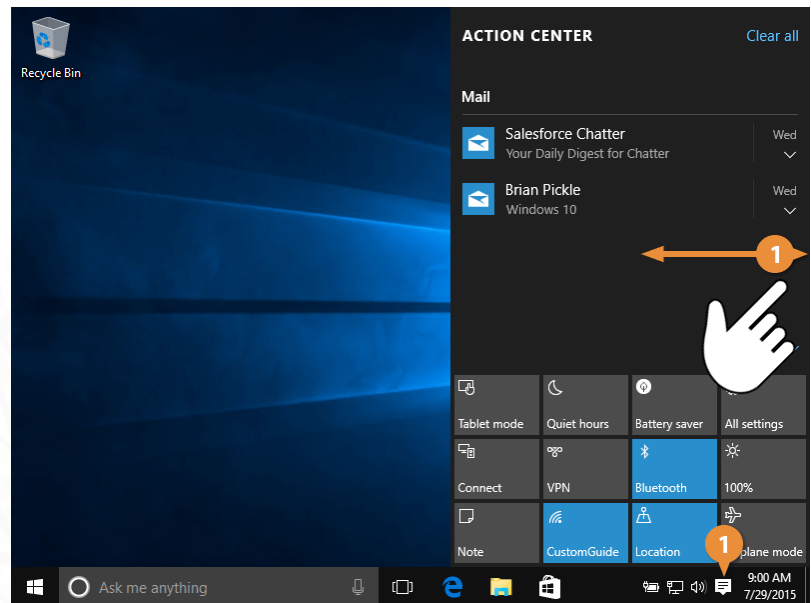 Recycle Bin
ACTION CENTER
Clear all
Mail
Salesforce Chatter
Wed
Your Daily Digest for Chatter
Brian Pickle
Wed
Windows 10
1
Tablet mode
Quiet hours
Battery saver
All settings
Connect
VPN
Bluetooth
100%
Note
CustomGuide
Location
plane mode
1
Ask me anything
9:00 AM
7/29/2015